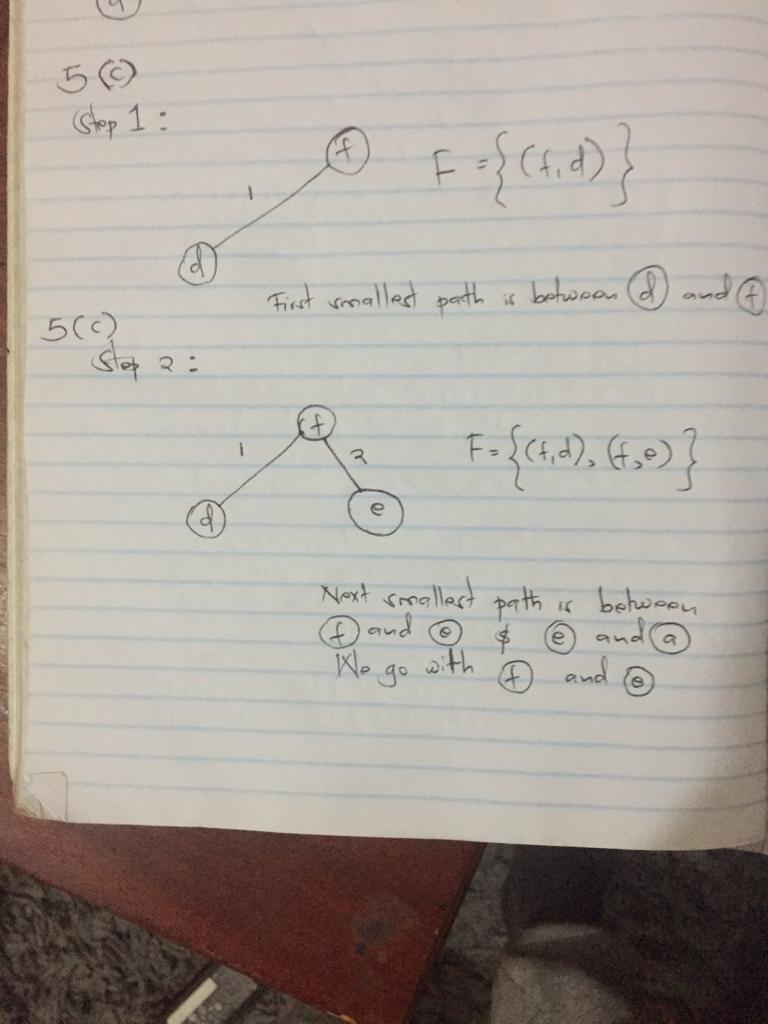 5(c)
Step 1:
f
F = {(f,d)}
1
d
First smallest path is between d and f
5(c)
Step 2:
f
1
2
F = {(f,d), (f,e)}
d
e
Next smallest path is between
f and e & e and a
We go with f and e